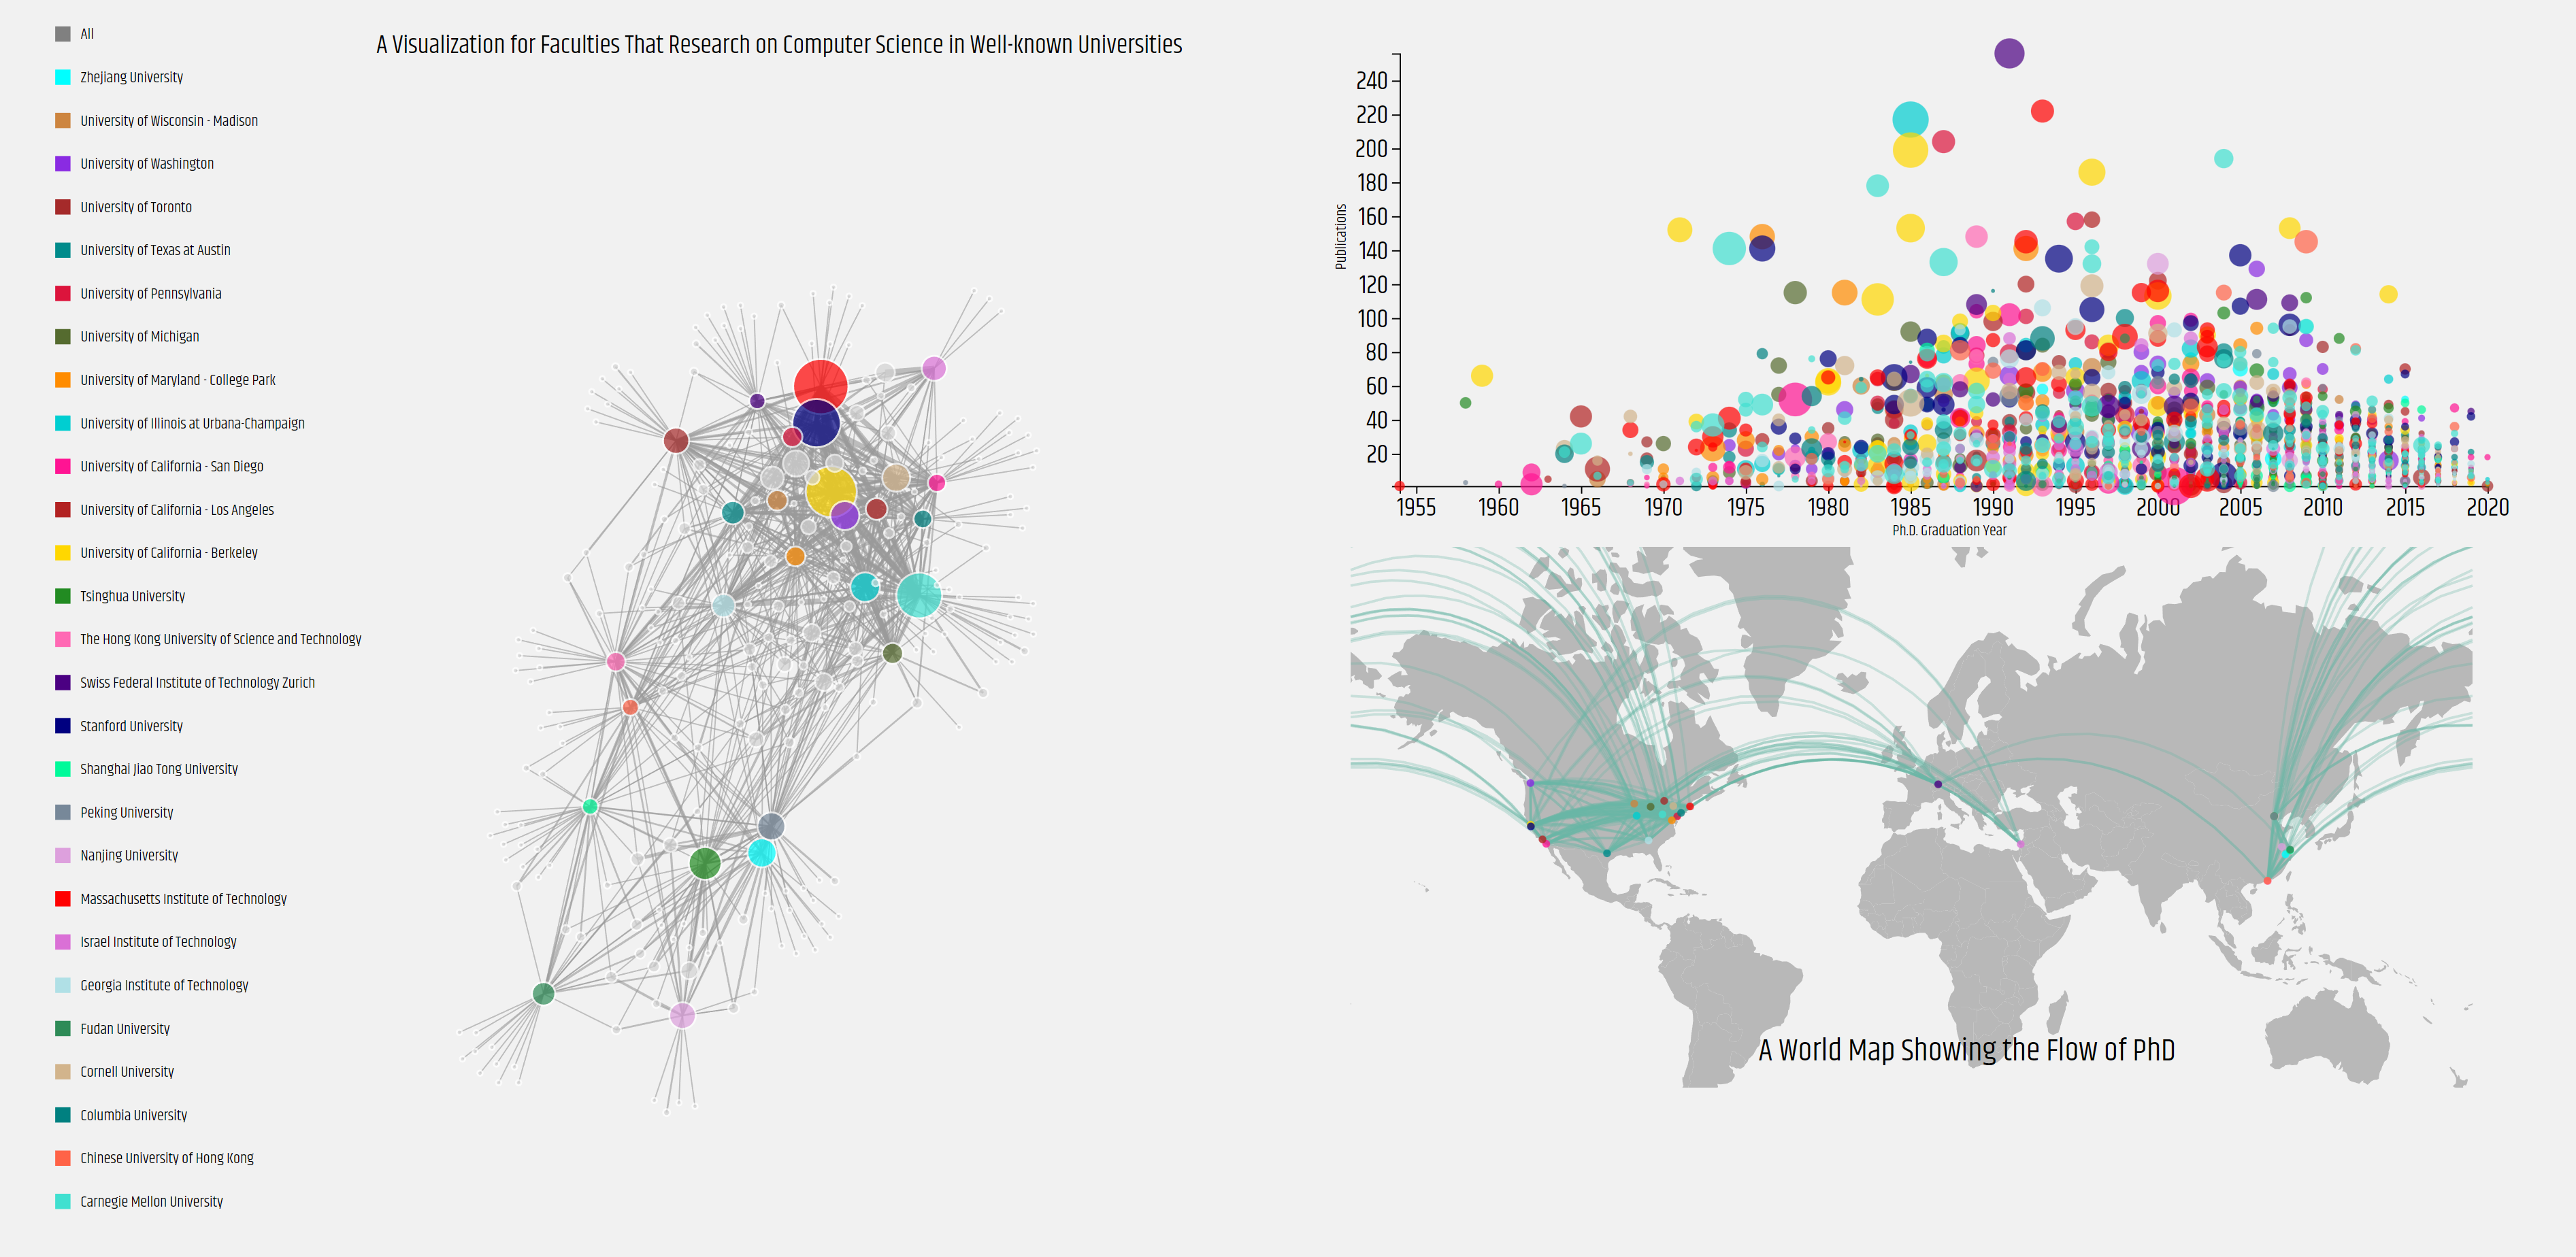 A Visualization for Faculties That Research on Computer Science in Well-known Universities
All
Zhejiang University
University of Wisconsin - Madison
University of Washington
University of Toronto
University of Texas at Austin
University of Pennsylvania
University of Michigan
University of Maryland - College Park
University of Illinois at Urbana-Champaign
University of California - San Diego
University of California - Los Angeles
University of California - Berkeley
Tsinghua University
The Hong Kong University of Science and Technology
Swiss Federal Institute of Technology Zurich
Stanford University
Shanghai Jiao Tong University
Peking University
Nanjing University
Massachusetts Institute of Technology
Israel Institute of Technology
Georgia Institute of Technology
Fudan University
Cornell University
Columbia University
Chinese University of Hong Kong
Carnegie Mellon University
240
220
200
180
160
140
120
100
80
60
40
20
Publications
1955 1960 1965 1970 1975 1980 1985 1990 1995 2000 2005 2010 2015 2020
Ph.D. Graduation Year
A World Map Showing the Flow of PhD